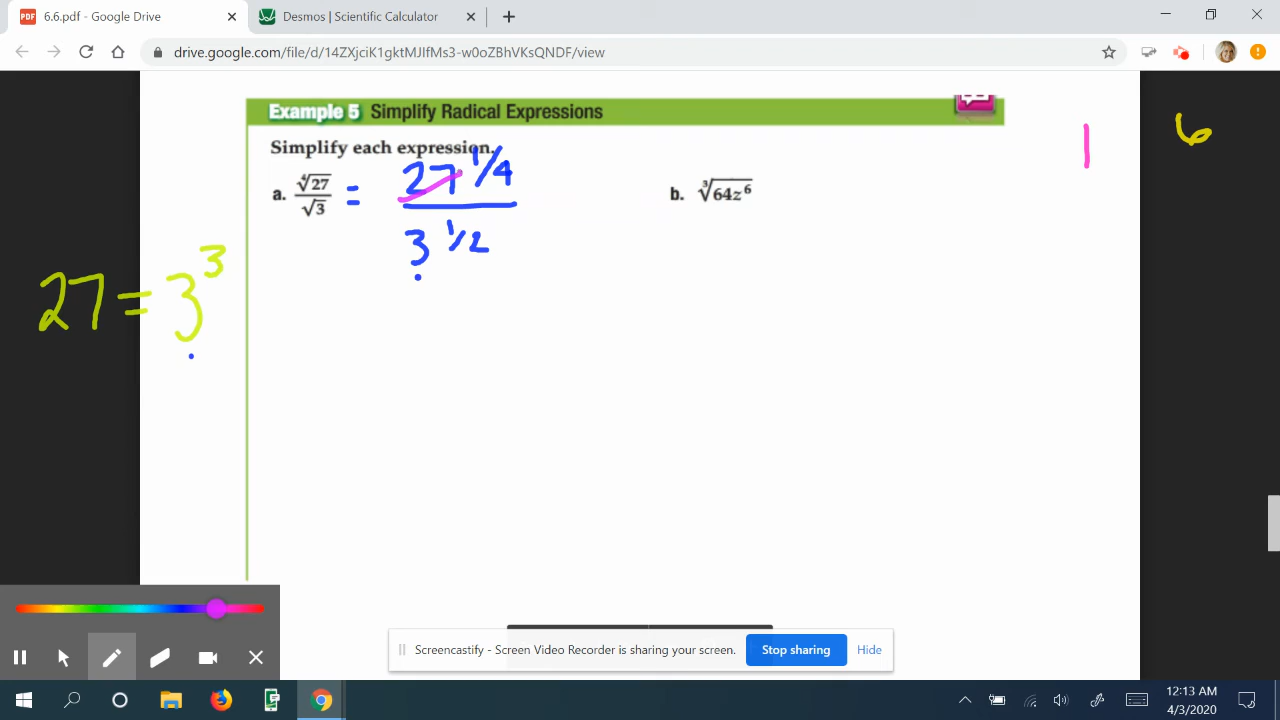 6.6.pdf - Google Drive
Desmos | Scientific Calculator
drive.google.com/file/d/14ZXjciK1gktMJIfMs3-w0oZBhVKsQNDF/view
Example 5 Simplify Radical Expressions
Simplify each expression.
a. ∜27 / √3 = 27 1/4 / 3 1/2
b. ∛64z⁶
1
6
27 = 3³
Screencastify - Screen Video Recorder is sharing your screen.
Stop sharing
Hide
12:13 AM
4/3/2020